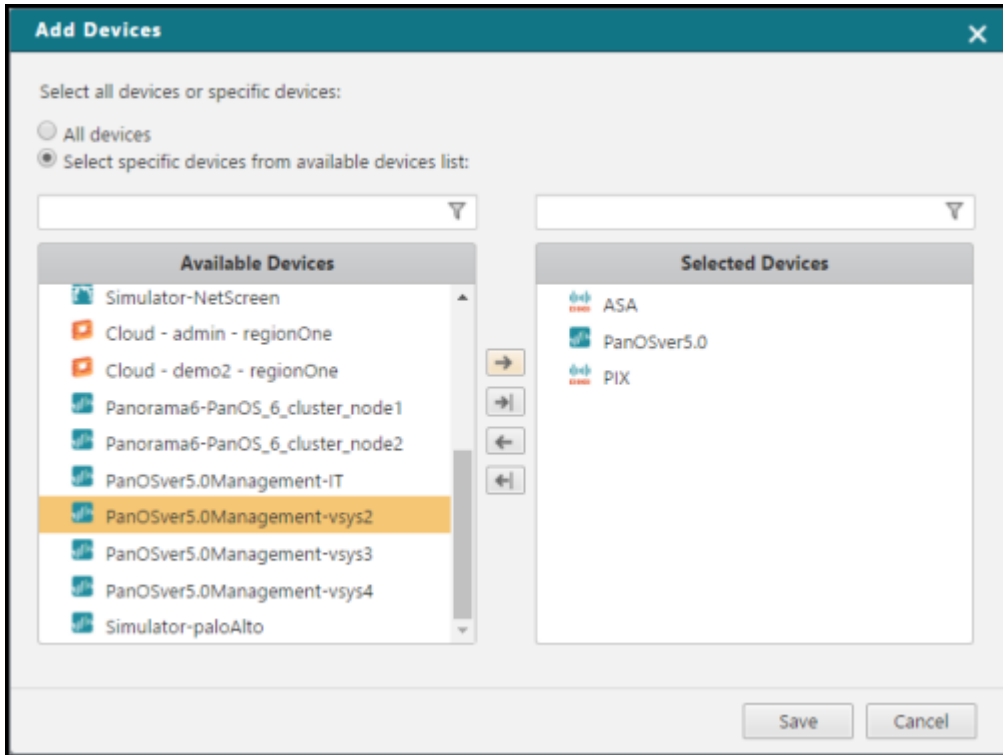 Add Devices
Select all devices or specific devices:
All devices
Select specific devices from available devices list:
Available Devices
Simulator-NetScreen
Cloud - admin - regionOne
Cloud - demo2 - regionOne
Panorama6-PanOS_6_cluster_node1
Panorama6-PanOS_6_cluster_node2
PanOSver5.0Management-IT
PanOSver5.0Management-vsys2
PanOSver5.0Management-vsys3
PanOSver5.0Management-vsys4
Simulator-paloAlto
Selected Devices
ASA
PanOSver5.0
PIX
Save
Cancel